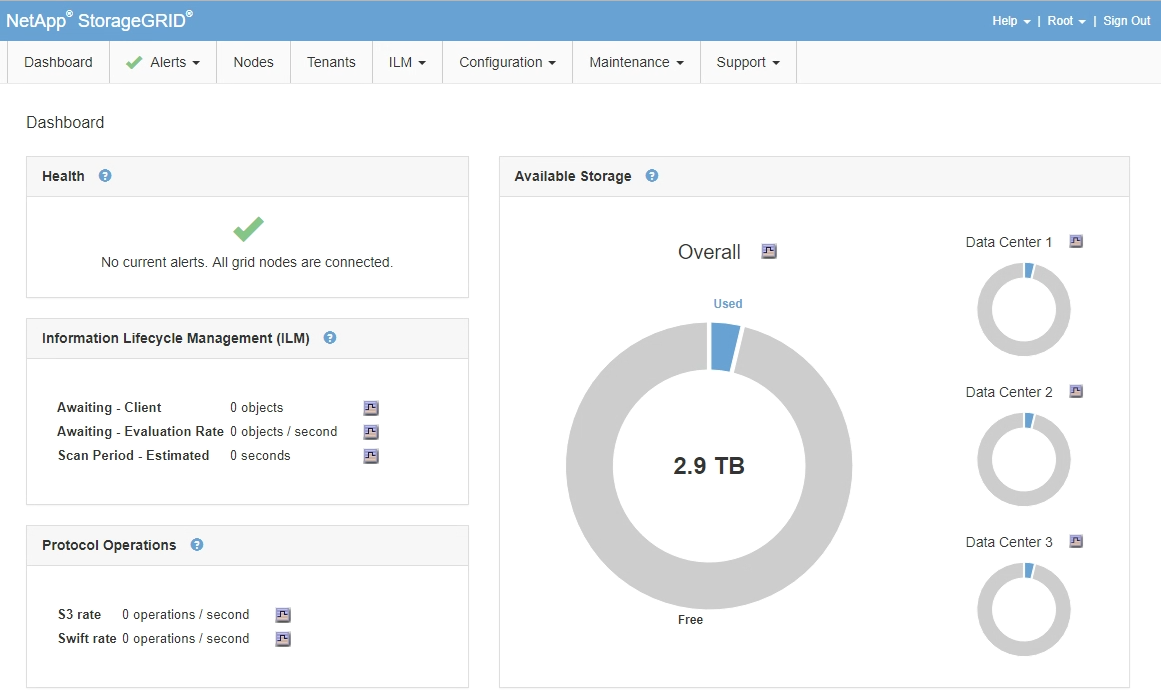 NetApp® StorageGRID®
Help | Root | Sign Out
Dashboard Alerts Nodes Tenants ILM Configuration Maintenance Support
Dashboard
Health ?
No current alerts. All grid nodes are connected.
Information Lifecycle Management (ILM) ?
Awaiting - Client 0 objects
Awaiting - Evaluation Rate 0 objects / second
Scan Period - Estimated 0 seconds
Protocol Operations ?
S3 rate 0 operations / second
Swift rate 0 operations / second
Available Storage ?
Overall
Used
2.9 TB
Free
Data Center 1
Data Center 2
Data Center 3